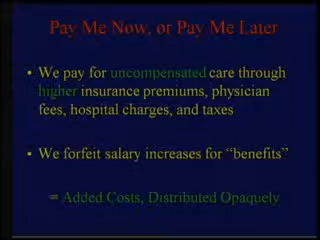 Pay Me Now, or Pay Me Later
• We pay for uncompensated care through
higher insurance premiums, physician
fees, hospital charges, and taxes
• We forfeit salary increases for “benefits”
= Added Costs, Distributed Opaquely